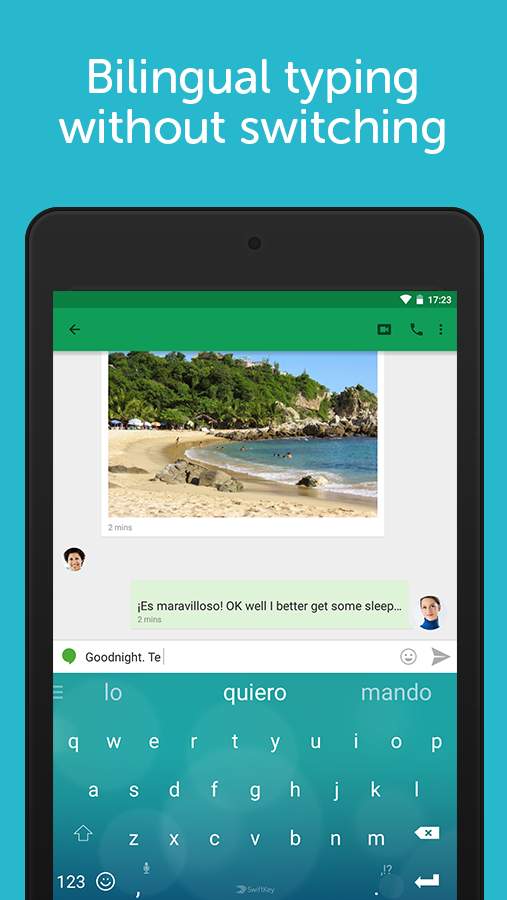 Bilingual typing
without switching
17:23
2 mins
¡Es maravilloso! OK well I better get some sleep...
2 mins
Goodnight. Te
lo quiero mando
q w e r t y u i o p
a s d f g h j k l
z x c v b n m
123 , SwiftKey . ,!?